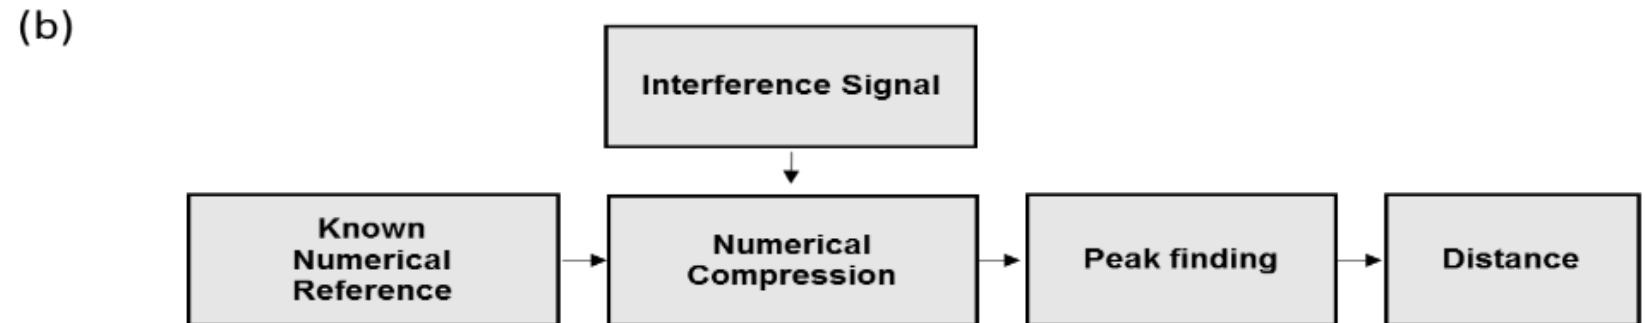 (b)
Interference Signal
Known
Numerical
Reference
Numerical
Compression
Peak finding
Distance